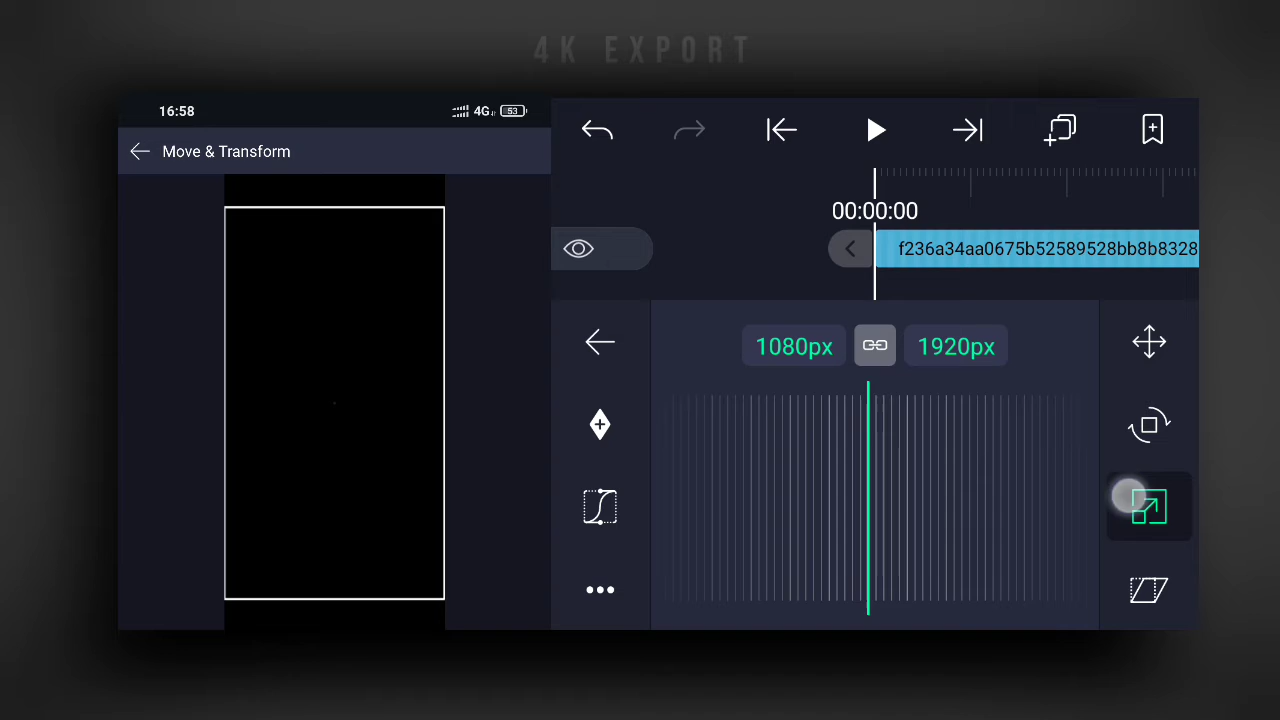 4K EXPORT
16:58
4G
53
Move & Transform
00:00:00
f236a34aa0675b52589528bb8b8328
1080px
1920px